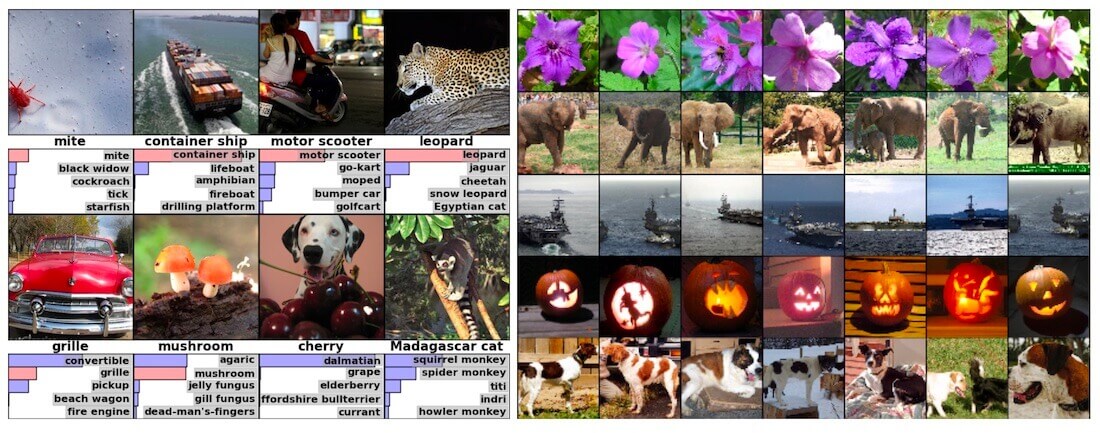 mite container ship motor scooter leopard
mite container ship motor scooter leopard
black widow lifeboat go-kart jaguar
cockroach amphibian moped cheetah
tick fireboat bumper car snow leopard
starfish drilling platform golfcart Egyptian cat
grille mushroom cherry Madagascar cat
convertible agaric dalmatian squirrel monkey
grille mushroom grape spider monkey
pickup jelly fungus elderberry titi
beach wagon gill fungus ffordshire bullterrier indri
fire engine dead-man's-fingers currant howler monkey